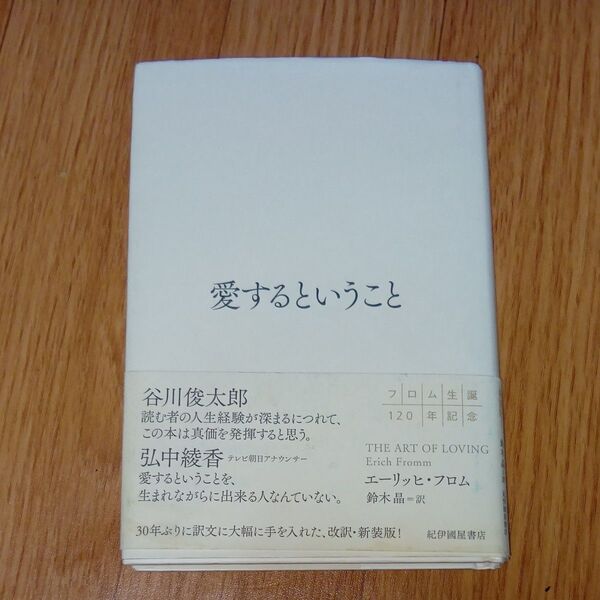 愛するということ
谷川俊太郎
読む者の人生経験が深まるにつれて、
この本は真価を発揮すると思う。
弘中綾香 テレビ朝日アナウンサー
愛するということを、
生まれながらに出来る人なんていない。
フロム生誕
120年記念
THE ART OF LOVING
Erich Fromm
エーリッヒ・フロム
鈴木晶=訳
30年ぶりに訳文に大幅に手を入れた、改訳・新装版!
紀伊國屋書店